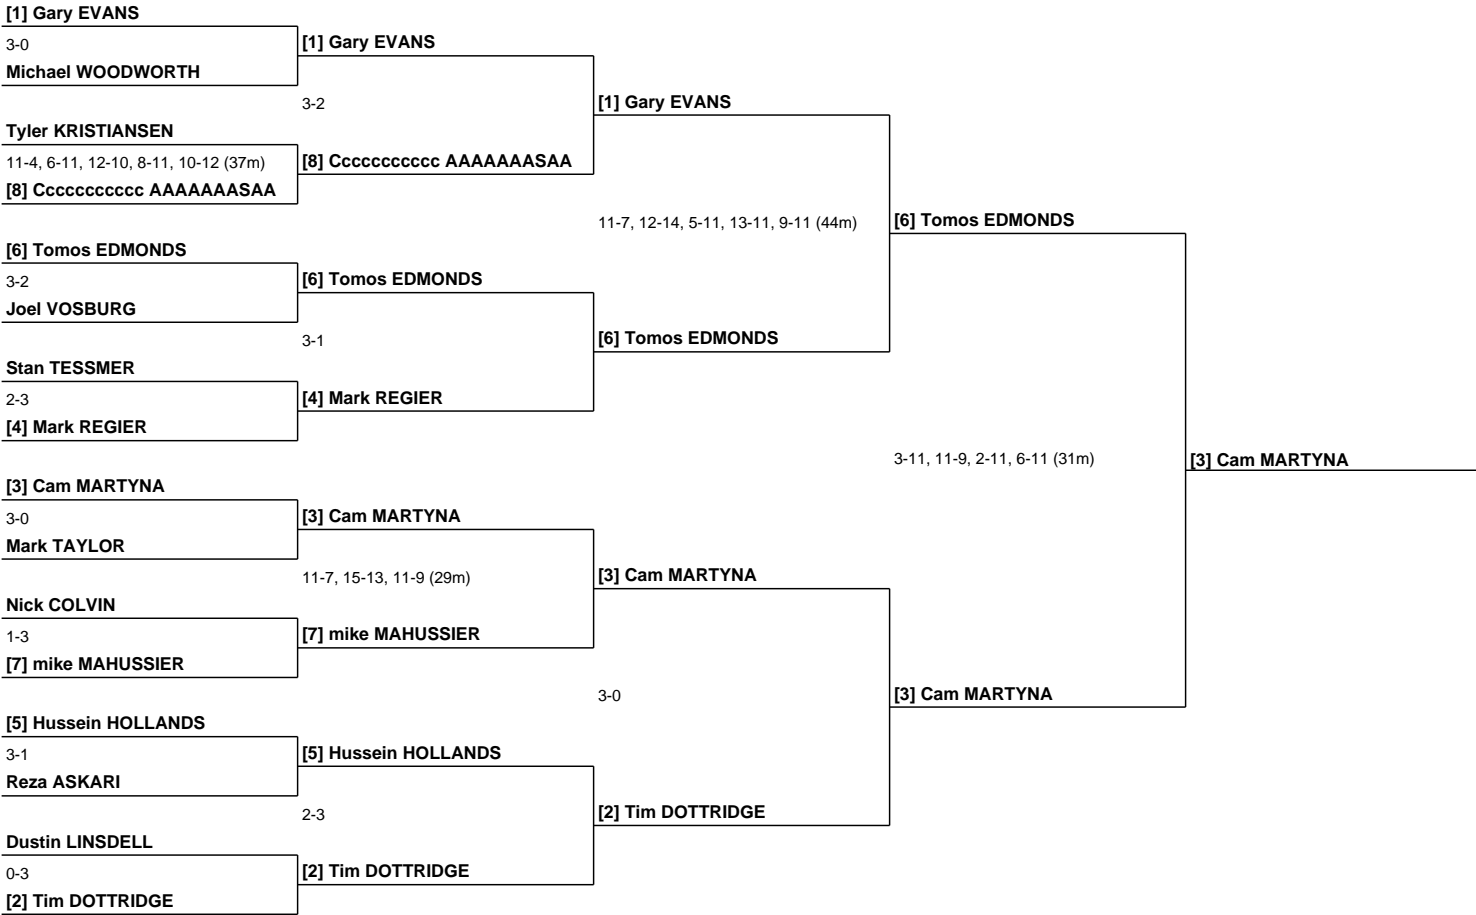 [1] Gary EVANS
3-0
Michael WOODWORTH
Tyler KRISTIANSEN
11-4, 6-11, 12-10, 8-11, 10-12 (37m)
[8] Cccccccccccc AAAAAAASAA
[6] Tomos EDMONDS
3-2
Joel VOSBURG
Stan TESSMER
2-3
[4] Mark REGIER
[3] Cam MARTYNA
3-0
Mark TAYLOR
Nick COLVIN
1-3
[7] mike MAHUSSIER
[5] Hussein HOLLANDS
3-1
Reza ASKARI
Dustin LINSDELL
0-3
[2] Tim DOTTRIDGE
[1] Gary EVANS
3-2
[8] Cccccccccccc AAAAAAASAA
[6] Tomos EDMONDS
3-1
[4] Mark REGIER
[3] Cam MARTYNA
11-7, 15-13, 11-9 (29m)
[7] mike MAHUSSIER
[5] Hussein HOLLANDS
2-3
[2] Tim DOTTRIDGE
[1] Gary EVANS
11-7, 12-14, 5-11, 13-11, 9-11 (44m)
[6] Tomos EDMONDS
[3] Cam MARTYNA
3-0
[2] Tim DOTTRIDGE
[6] Tomos EDMONDS
3-11, 11-9, 2-11, 6-11 (31m)
[3] Cam MARTYNA
[3] Cam MARTYNA